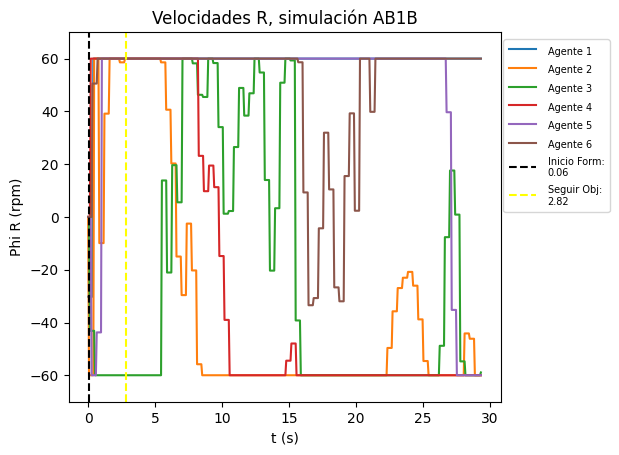 Velocidades R, simulación AB1B
Phi R (rpm)
60
40
20
0
−20
−40
−60
0
5
10
15
20
25
30
t (s)
Agente 1
Agente 2
Agente 3
Agente 4
Agente 5
Agente 6
Inicio Form:
0.06
Seguir Obj:
2.82